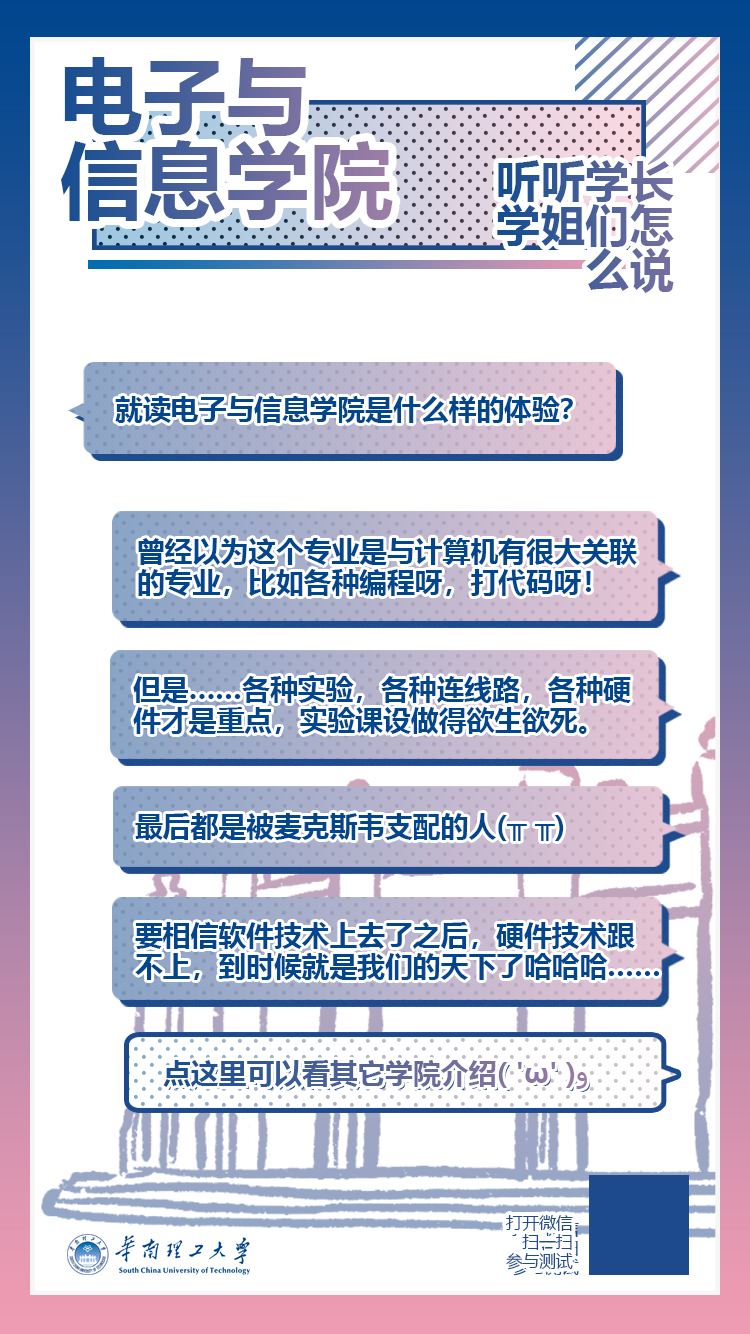 电子与
信息学院
听听学长
学姐们怎
么说
就读电子与信息学院是什么样的体验？
曾经以为这个专业是与计算机有很大关联
的专业，比如各种编程呀，打代码呀！
但是……各种实验，各种连线路，各种硬
件才是重点，实验课设做得欲生欲死。
最后都是被麦克斯韦支配的人(╥ ╥)
要相信软件技术上去了之后，硬件技术跟
不上，到时候就是我们的天下了哈哈哈……
点这里可以看其它学院介绍( 'ω' )و
华南理工大学
South China University of Technology
打开微信
扫一扫
参与测试